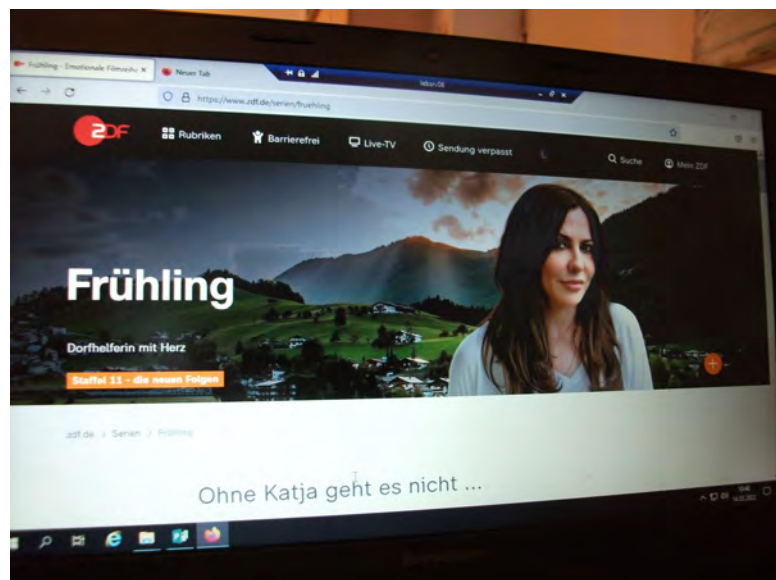 Frühling - Emotionale Filmreihe
Neuer Tab
https://www.zdf.de/serien/fruehling
ZDF
Rubriken
Barrierefrei
Live-TV
Sendung verpasst
Suche
Mein ZDF
Frühling
Dorfhelferin mit Herz
Staffel 11 - die neuen Folgen
zdf.de > Serien > Frühling
Ohne Katja geht es nicht ...